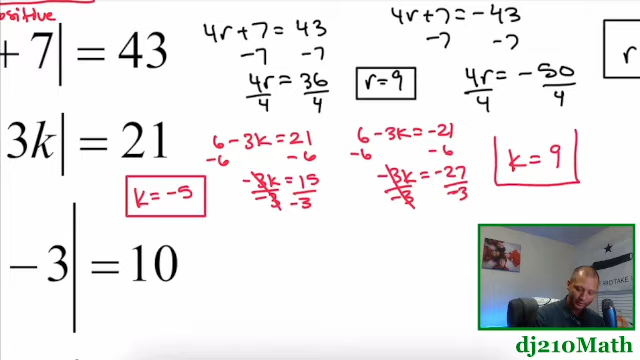 positive
+ 7| = 43
4r + 7 = 43
-7 -7
4r = 36
4 4
r = 9
4r + 7 = -43
-7 -7
4r = -50
4 4
r
3k| = 21
6 - 3k = 21
-6 -6
-3k = 15
-3 -3
k = -5
6 - 3k = -21
-6 -6
-3k = -27
-3 -3
k = 9
- 3| = 10
dj210Math